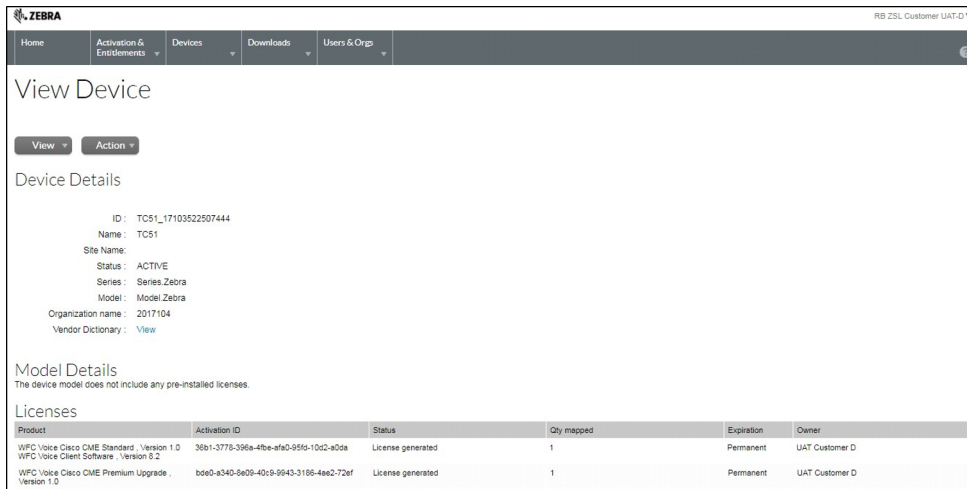 ZEBRA
RB ZSL Customer UAT-D
Home
Activation &
Entitlements
Devices
Downloads
Users & Orgs
View Device
View
Action
Device Details
ID : TC51_17103522507444
Name : TC51
Site Name:
Status : ACTIVE
Series : Series.Zebra
Model : Model.Zebra
Organization name : 2017104
Vendor Dictionary : View
Model Details
The device model does not include any pre-installed licenses.
Licenses
Product Activation ID Status Qty mapped Expiration Owner
WFC Voice Cisco CME Standard , Version 1.0 36b1-3778-396a-4fbe-afa0-95fd-10d2-a0da License generated 1 Permanent UAT Customer D
WFC Voice Client Software , Version 8.2
WFC Voice Cisco CME Premium Upgrade , bde0-a340-8e09-40c9-9943-3186-4ae2-72ef License generated 1 Permanent UAT Customer D
Version 1.0